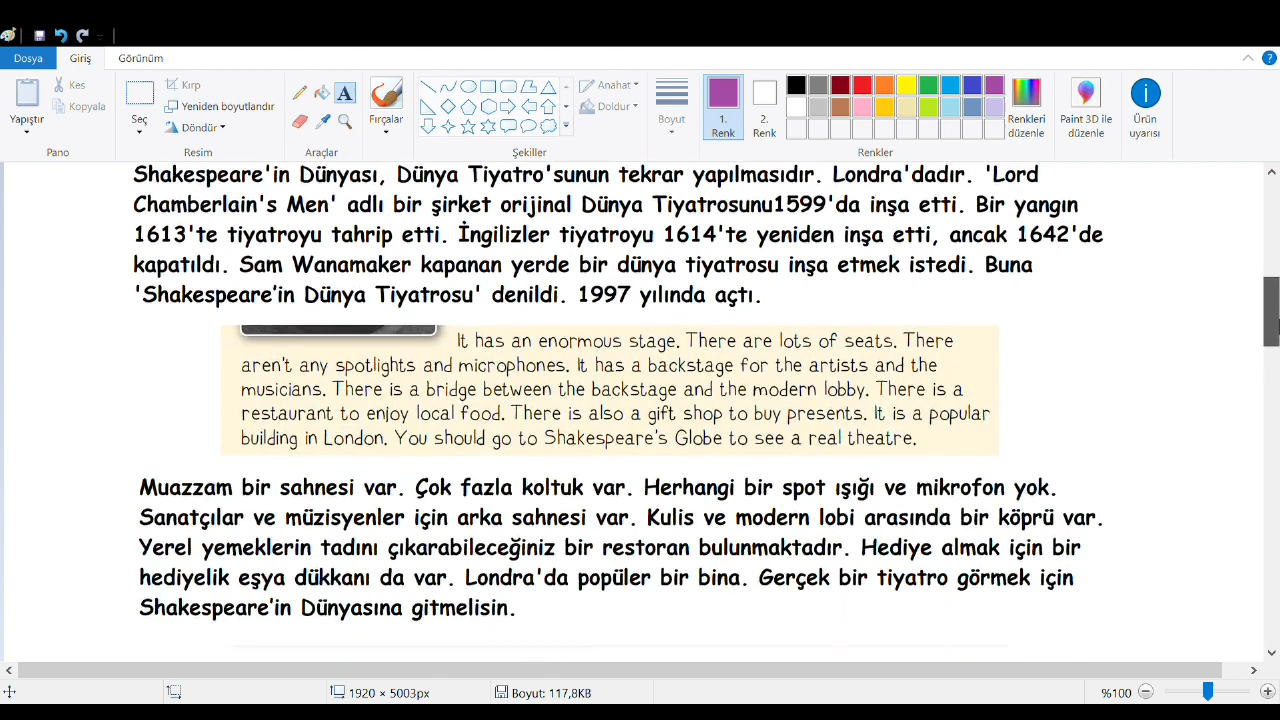 Dosya Giriş Görünüm
Yapıştır
Kes
Kopyala
Pano
Seç
Kırp
Yeniden boyutlandır
Döndür
Resim
A
Araçlar
Fırçalar
Şekiller
Anahat
Doldur
Boyut
1.
Renk
2.
Renk
Renkleri
düzenle
Renkler
Paint 3D ile
düzenle
Ürün
uyarısı
Shakespeare'in Dünyası, Dünya Tiyatro'sunun tekrar yapılmasıdır. Londra'dadır. 'Lord
Chamberlain's Men' adlı bir şirket orijinal Dünya Tiyatrosunu1599'da inşa etti. Bir yangın
1613'te tiyatroyu tahrip etti. İngilizler tiyatroyu 1614'te yeniden inşa etti, ancak 1642'de
kapatıldı. Sam Wanamaker kapanan yerde bir dünya tiyatrosu inşa etmek istedi. Buna
'Shakespeare'in Dünya Tiyatrosu' denildi. 1997 yılında açtı.
It has an enormous stage. There are lots of seats. There
aren't any spotlights and microphones. It has a backstage for the artists and the
musicians. There is a bridge between the backstage and the modern lobby. There is a
restaurant to enjoy local food. There is also a gift shop to buy presents. It is a popular
building in London. You should go to Shakespeare's Globe to see a real theatre.
Muazzam bir sahnesi var. Çok fazla koltuk var. Herhangi bir spot ışığı ve mikrofon yok.
Sanatçılar ve müzisyenler için arka sahnesi var. Kulis ve modern lobi arasında bir köprü var.
Yerel yemeklerin tadını çıkarabileceğiniz bir restoran bulunmaktadır. Hediye almak için bir
hediyelik eşya dükkanı da var. Londra'da popüler bir bina. Gerçek bir tiyatro görmek için
Shakespeare'in Dünyasına gitmelisin.
1920 × 5003px
Boyut: 117,8KB
%100